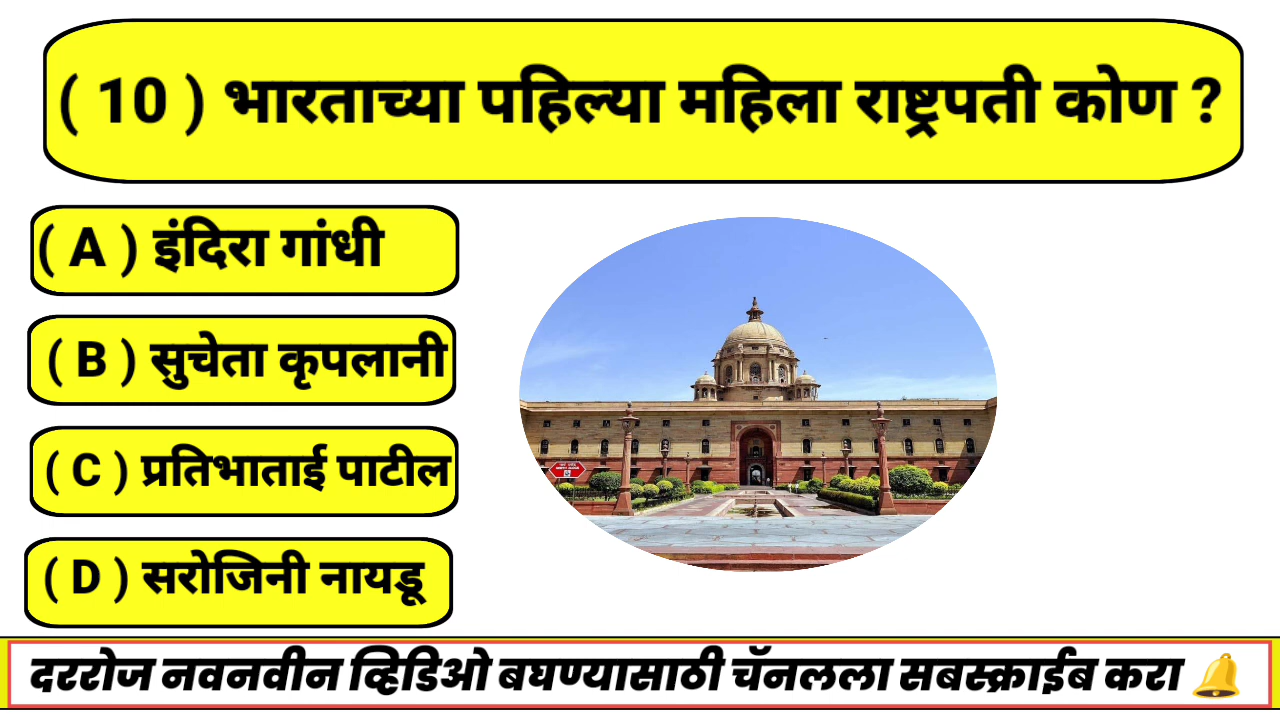 ( 10 ) भारताच्या पहिल्या महिला राष्ट्रपती कोण ?
( A ) इंदिरा गांधी
( B ) सुचेता कृपलानी
( C ) प्रतिभाताई पाटील
( D ) सरोजिनी नायडू
दररोज नवनवीन व्हिडिओ बघण्यासाठी चॅनलला सबस्क्राईब करा 🔔